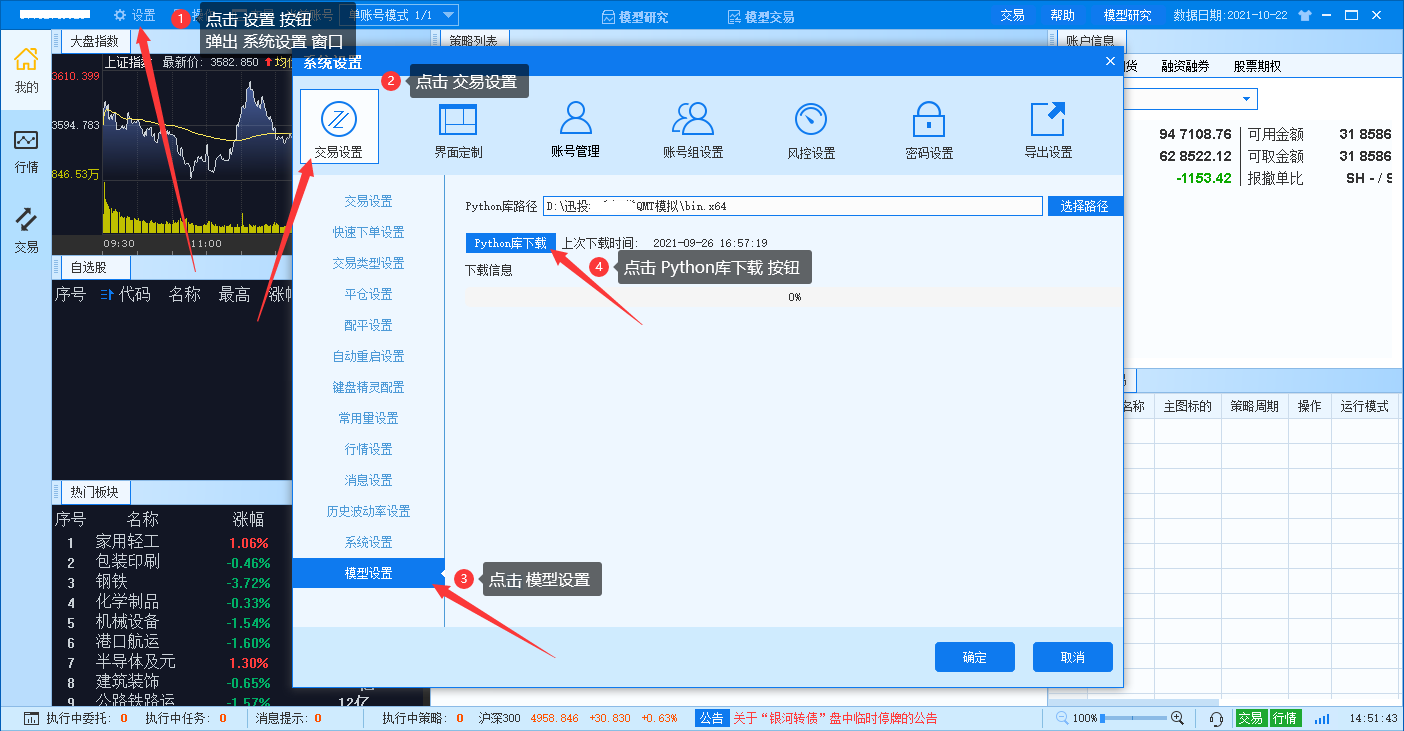 设置
1
点击 设置 按钮
弹出 系统设置 窗口
单账号模式 1/1
模型研究
模型交易
交易
帮助
模型研究
数据日期:2021-10-22
大盘指数
策略列表
账户信息
我的
行情
交易
上证指数 最新价: 3582.850
3610.399
3594.783
846.53万
09:30
11:00
自选股
序号 代码 名称 最高 涨幅
热门板块
序号 名称 涨幅
1 家用轻工 1.06%
2 包装印刷 -0.46%
3 钢铁 -3.72%
4 化学制品 -0.33%
5 机械设备 -1.54%
6 港口航运 -1.60%
7 半导体及元 1.30%
8 建筑装饰 -0.65%
9 公路铁路运 -1.57%
12亿
系统设置
2
点击 交易设置
交易设置
界面定制
账号管理
账号组设置
风控设置
密码设置
导出设置
交易设置
快速下单设置
交易类型设置
平仓设置
配平设置
自动重启设置
键盘精灵配置
常用量设置
行情设置
消息设置
历史波动率设置
系统设置
模型设置
3
点击 模型设置
Python库路径
D:\迅投
QMT模拟\bin.x64
选择路径
Python库下载
上次下载时间: 2021-09-26 16:57:19
4
点击 Python库下载 按钮
下载信息
0%
确定
取消
融资融券
股票期权
94 7108.76 可用金额 31 8586
62 8522.12 可取金额 31 8586
-1153.42 报撤单比 SH - / S
名称 主图标的 策略周期 操作 运行模式
执行中委托: 0
执行中任务: 0
消息提示: 0
执行中策略: 0
沪深300 4958.846 +30.830 +0.63%
公告
关于“银河转债”盘中临时停牌的公告
100%
交易
行情
14:51:43